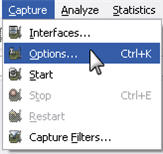 Capture Analyze Statistics
Interfaces...
Options... Ctrl+K
Start
Stop Ctrl+E
Restart
Capture Filters...